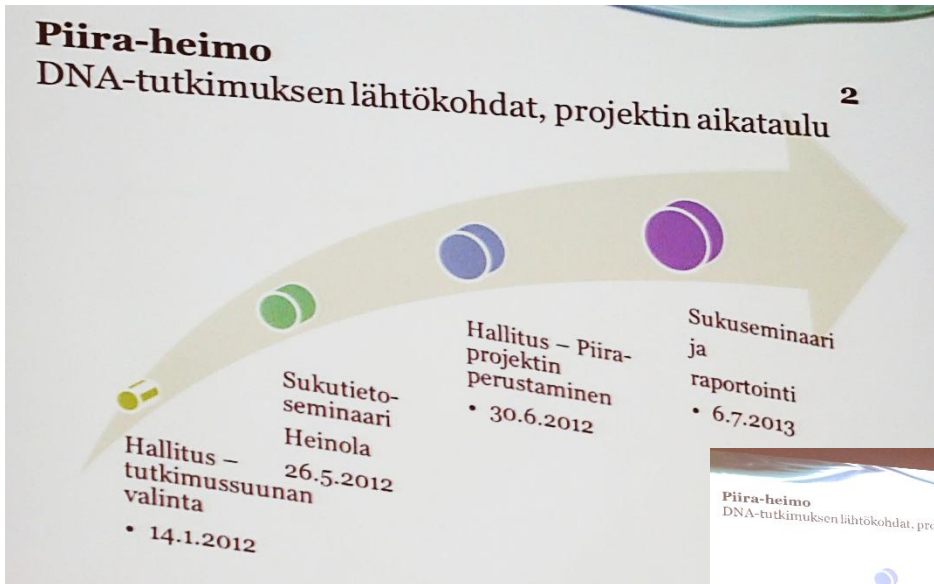 Piira-heimo
DNA-tutkimuksen lähtökohdat, projektin aikataulu
2
Hallitus –
tutkimussuunan
valinta
• 14.1.2012
Sukutieto-
seminaari
Heinola
26.5.2012
Hallitus – Piira-
projektin
perustaminen
• 30.6.2012
Sukuseminaari
ja
raportointi
• 6.7.2013
Piira-heimo
DNA-tutkimuksen lähtökohdat, pro